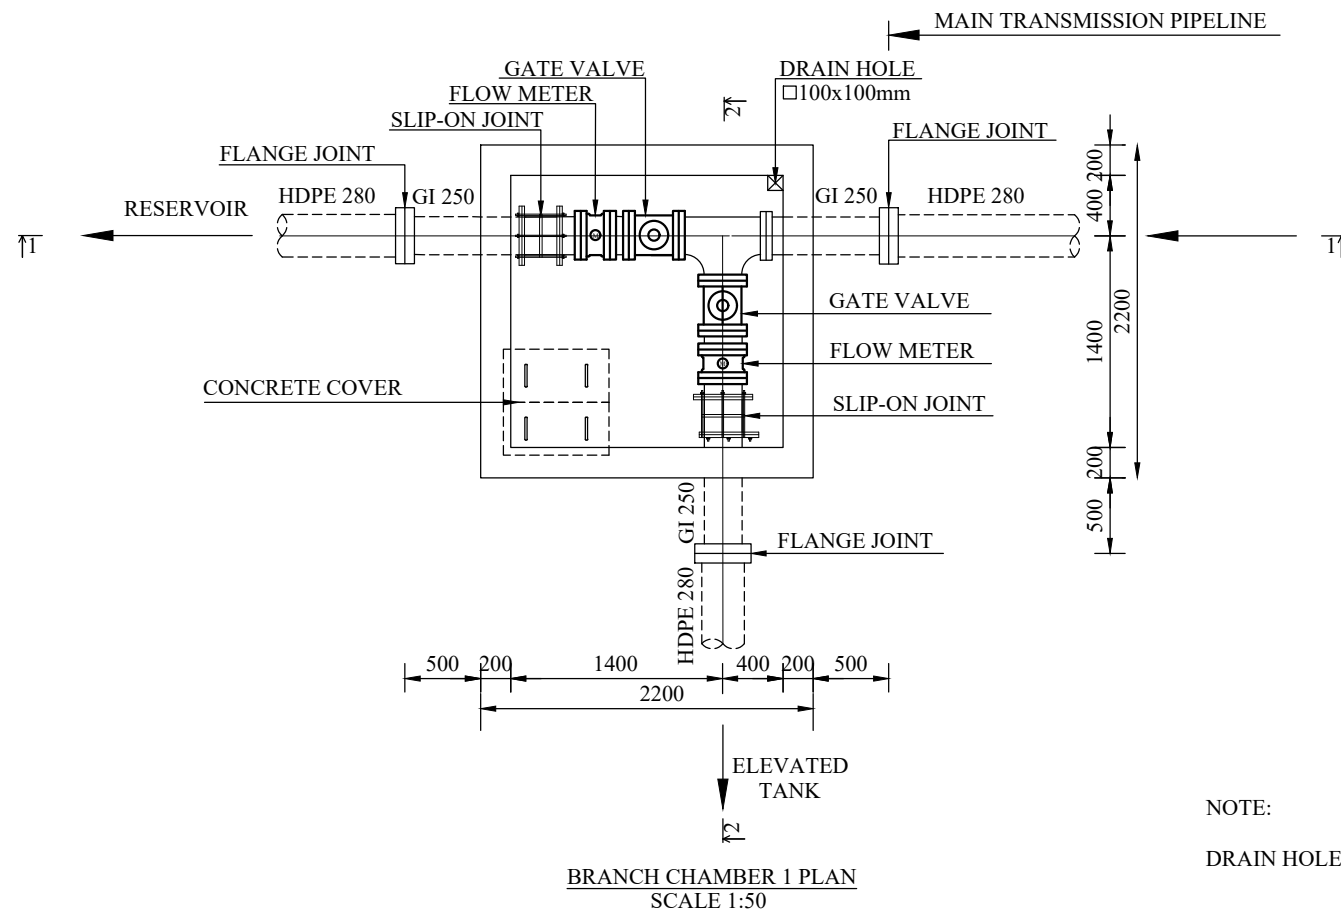 MAIN TRANSMISSION PIPELINE
GATE VALVE
DRAIN HOLE
□100x100mm
FLOW METER
2
SLIP-ON JOINT
FLANGE JOINT
FLANGE JOINT
200
HDPE 280
GI 250
GI 250
HDPE 280
400
RESERVOIR
1
1
GATE VALVE
2200
1400
FLOW METER
CONCRETE COVER
SLIP-ON JOINT
200
GI 250
500
FLANGE JOINT
HDPE 280
500
200
1400
400
200
500
2200
ELEVATED
TANK
2
NOTE:
DRAIN HOLE
BRANCH CHAMBER 1 PLAN
SCALE 1:50